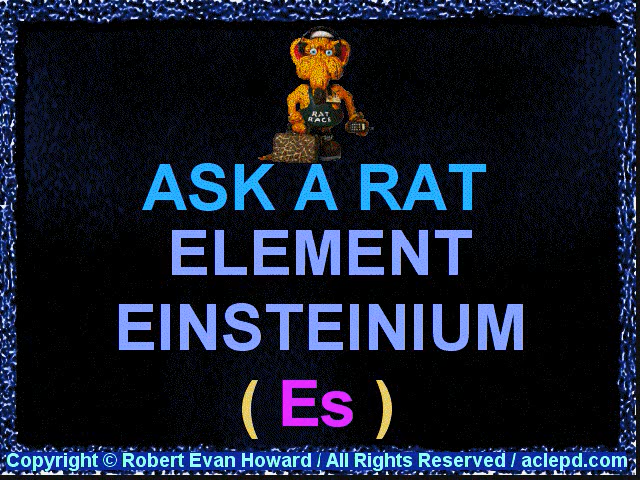 RAT
RACE
ASK A RAT
ELEMENT
EINSTEINIUM
( Es )
Copyright © Robert Evan Howard / All Rights Reserved / aclepd.com